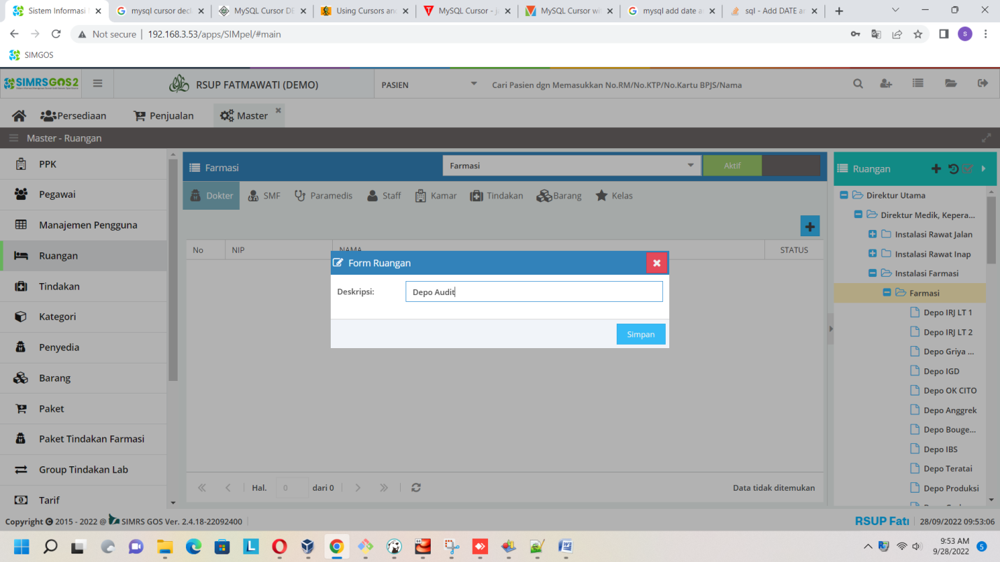 Sistem Informasi
mysql cursor decl
MySQL Cursor DE
Using Cursors an
MySQL Cursor - j
MySQL Cursor wi
mysql add date a
sql - Add DATE an
Not secure
192.168.3.53/apps/SIMpel/#main
S
SIMGOS
SIMRSGOS2
RSUP FATMAWATI (DEMO)
PASIEN
Cari Pasien dgn Memasukkan No.RM/No.KTP/No.Kartu BPJS/Nama
Persediaan
Penjualan
Master
Master - Ruangan
PPK
Pegawai
Manajemen Pengguna
Ruangan
Tindakan
Kategori
Penyedia
Barang
Paket
Paket Tindakan Farmasi
Group Tindakan Lab
Tarif
Farmasi
Farmasi
Aktif
Dokter
SMF
Paramedis
Staff
Kamar
Tindakan
Barang
Kelas
No
NIP
NAMA
STATUS
Form Ruangan
Deskripsi:
Depo Audit
Simpan
Hal.
0
dari 0
Data tidak ditemukan
Ruangan
Direktur Utama
Direktur Medik, Kepera...
Instalasi Rawat Jalan
Instalasi Rawat Inap
Instalasi Farmasi
Farmasi
Depo IRJ LT 1
Depo IRJ LT 2
Depo Griya ...
Depo IGD
Depo OK CITO
Depo Anggrek
Depo Bouge...
Depo IBS
Depo Teratai
Depo Produksi
Copyright © 2015 - 2022 @ SIMRS GOS Ver. 2.4.18-22092400
RSUP Fat
28/09/2022 09:53:06
9:53 AM
9/28/2022
5